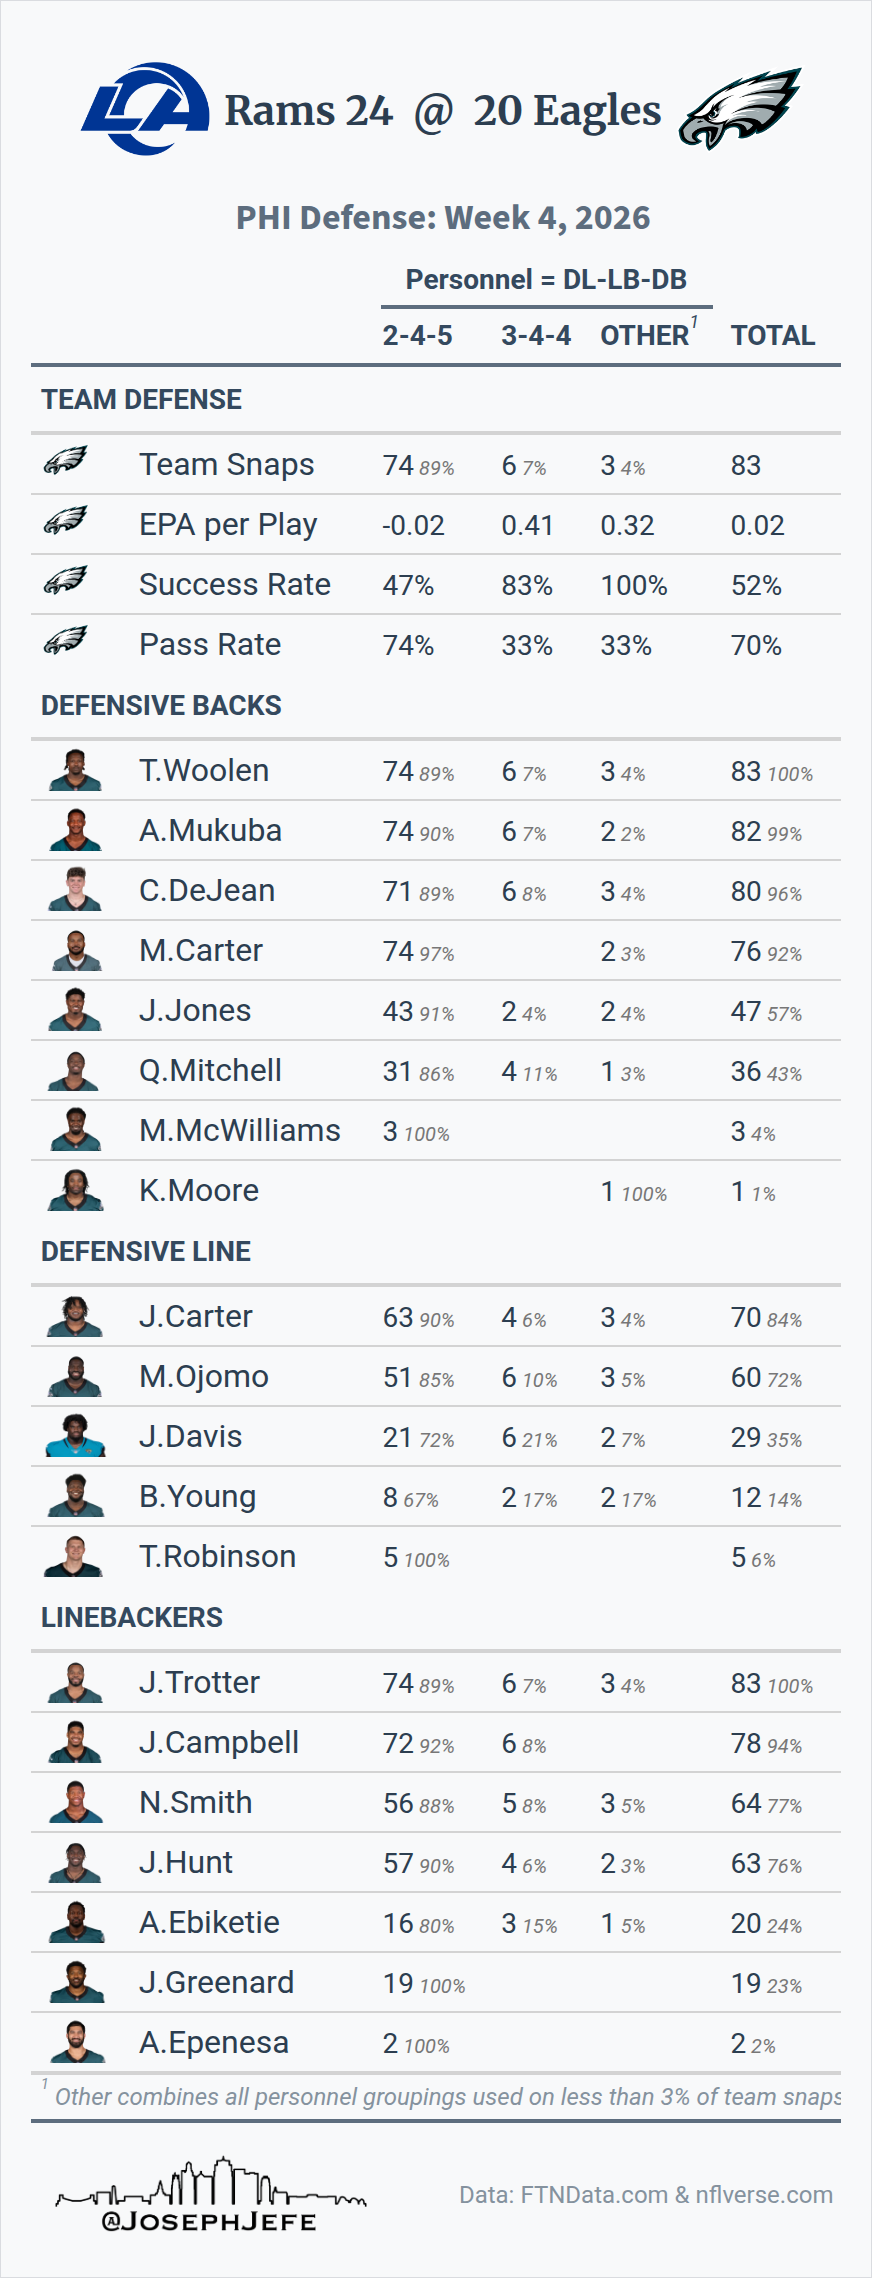 Rams 24 @ 20 Eagles
PHI Defense: Week 4, 2026
Personnel = DL-LB-DB
2-4-5 3-4-4 OTHER1 TOTAL
TEAM DEFENSE
Team Snaps 74 89% 6 7% 3 4% 83
EPA per Play -0.02 0.41 0.32 0.02
Success Rate 47% 83% 100% 52%
Pass Rate 74% 33% 33% 70%
DEFENSIVE BACKS
T.Woolen 74 89% 6 7% 3 4% 83 100%
A.Mukuba 74 90% 6 7% 2 2% 82 99%
C.DeJean 71 89% 6 8% 3 4% 80 96%
M.Carter 74 97% 2 3% 76 92%
J.Jones 43 91% 2 4% 2 4% 47 57%
Q.Mitchell 31 86% 4 11% 1 3% 36 43%
M.McWilliams 3 100% 3 4%
K.Moore 1 100% 1 1%
DEFENSIVE LINE
J.Carter 63 90% 4 6% 3 4% 70 84%
M.Ojomo 51 85% 6 10% 3 5% 60 72%
J.Davis 21 72% 6 21% 2 7% 29 35%
B.Young 8 67% 2 17% 2 17% 12 14%
T.Robinson 5 100% 5 6%
LINEBACKERS
J.Trotter 74 89% 6 7% 3 4% 83 100%
J.Campbell 72 92% 6 8% 78 94%
N.Smith 56 88% 5 8% 3 5% 64 77%
J.Hunt 57 90% 4 6% 2 3% 63 76%
A.Ebiketie 16 80% 3 15% 1 5% 20 24%
J.Greenard 19 100% 19 23%
A.Epenesa 2 100% 2 2%
1 Other combines all personnel groupings used on less than 3% of team snaps
@JosephJefe
Data: FTNData.com & nflverse.com